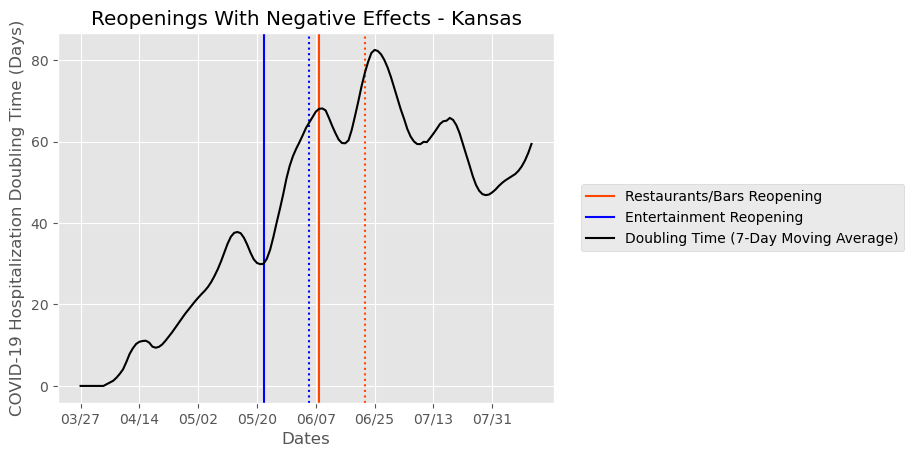 Reopenings With Negative Effects - Kansas
COVID-19 Hospitalization Doubling Time (Days)
80
60
40
20
0
03/27 04/14 05/02 05/20 06/07 06/25 07/13 07/31
Dates
Restaurants/Bars Reopening
Entertainment Reopening
Doubling Time (7-Day Moving Average)